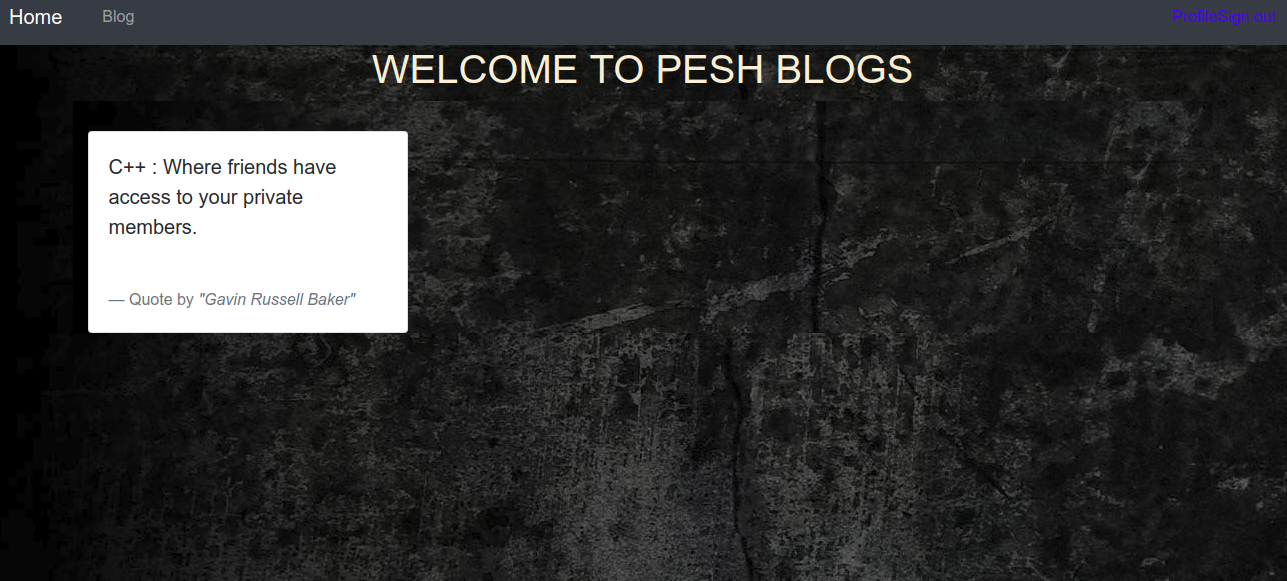 Home Blog ProfileSign out
WELCOME TO PESH BLOGS
C++ : Where friends have
access to your private
members.
— Quote by "Gavin Russell Baker"